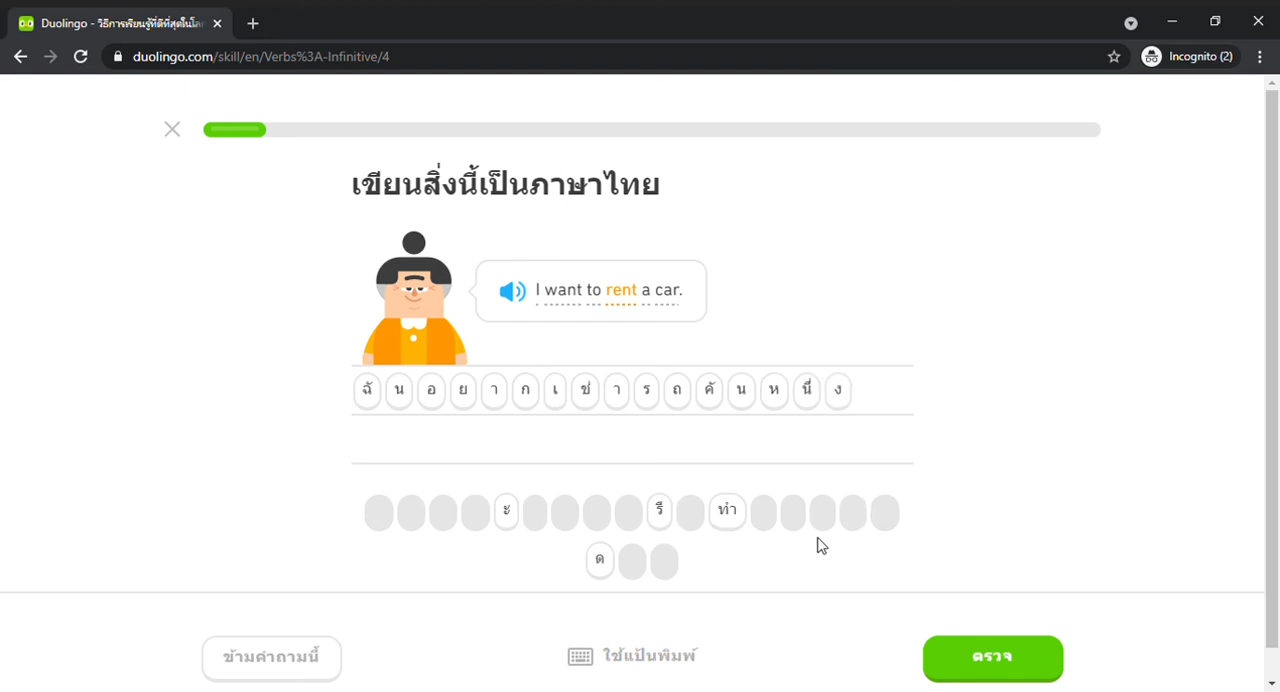 Duolingo - วิธีการเรียนรู้ที่ดีที่สุดในโล
duolingo.com/skill/en/Verbs%3A-Infinitive/4
Incognito (2)
เขียนสิ่งนี้เป็นภาษาไทย
I want to rent a car.
ฉั น อ ย า ก เ ช่ า ร ถ คั น ห นึ่ ง
ะ รี ทำ
ด
ข้ามคำถามนี้
ใช้แป้นพิมพ์
ตรวจ